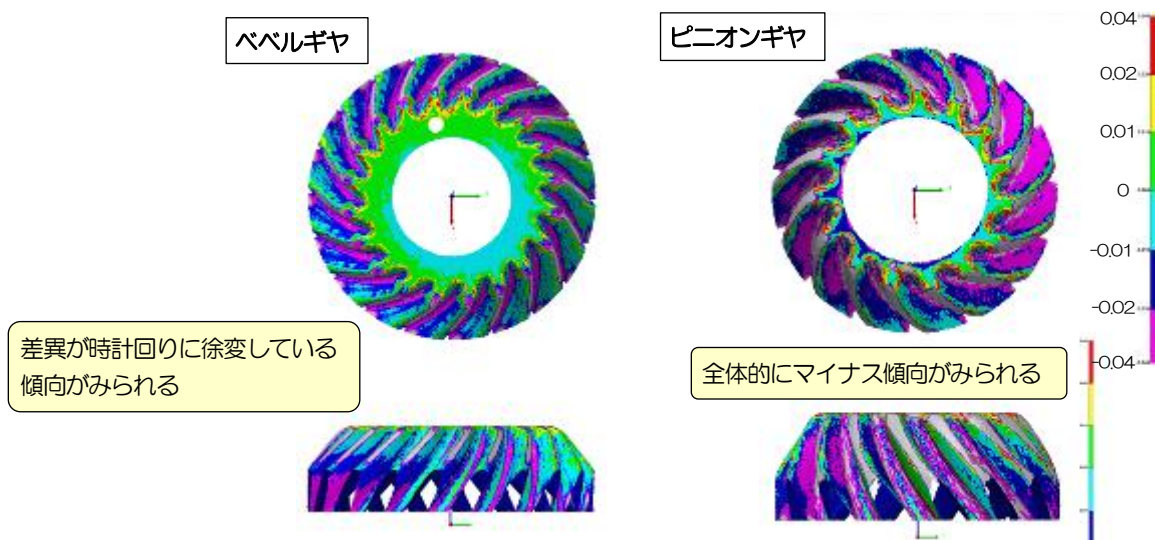 ベベルギヤ
ピニオンギヤ
0.04
0.02
0.01
0
-0.01
-0.02
-0.04
差異が時計回りに徐変している
傾向がみられる
全体的にマイナス傾向がみられる